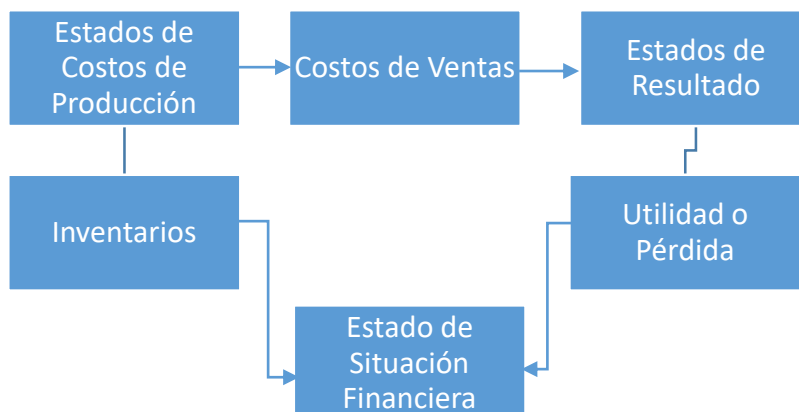 Estados de
Costos de
Producción
Costos de Ventas
Estados de
Resultado
Inventarios
Utilidad o
Pérdida
Estado de
Situación
Financiera